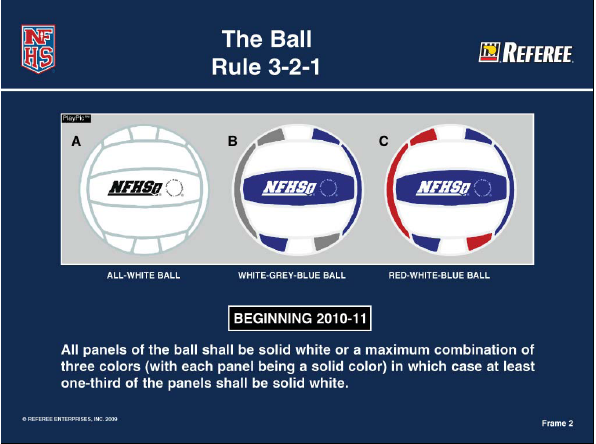 NF
HS
The Ball
Rule 3-2-1
REFEREE
PlayPic™
A
B
C
NFHS
NFHS
NFHS
ALL-WHITE BALL
WHITE-GREY-BLUE BALL
RED-WHITE-BLUE BALL
BEGINNING 2010-11
All panels of the ball shall be solid white or a maximum combination of
three colors (with each panel being a solid color) in which case at least
one-third of the panels shall be solid white.
© REFEREE ENTERPRISES, INC. 2009
Frame 2